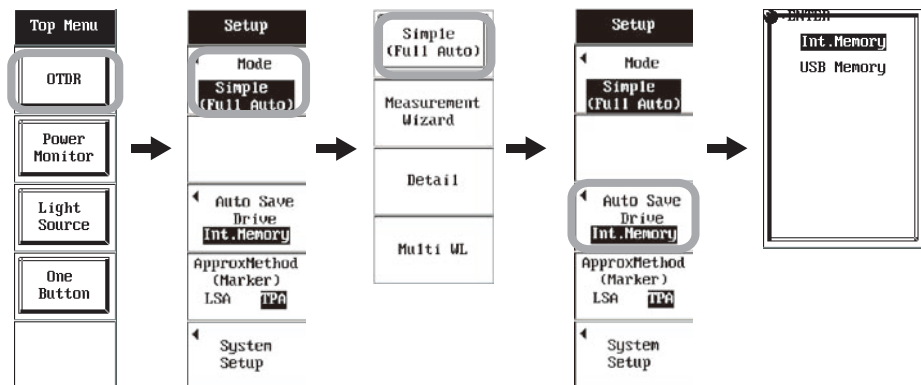 Top Menu
OTDR
Power
Monitor
Light
Source
One
Button
Setup
Mode
Simple
(Full Auto)
Auto Save
Drive
Int.Memory
ApproxMethod
(Marker)
LSA TPA
System
Setup
Simple
(Full Auto)
Measurement
Wizard
Detail
Multi WL
Setup
Mode
Simple
(Full Auto)
Auto Save
Drive
Int.Memory
ApproxMethod
(Marker)
LSA TPA
System
Setup
ENTER
Int.Memory
USB Memory